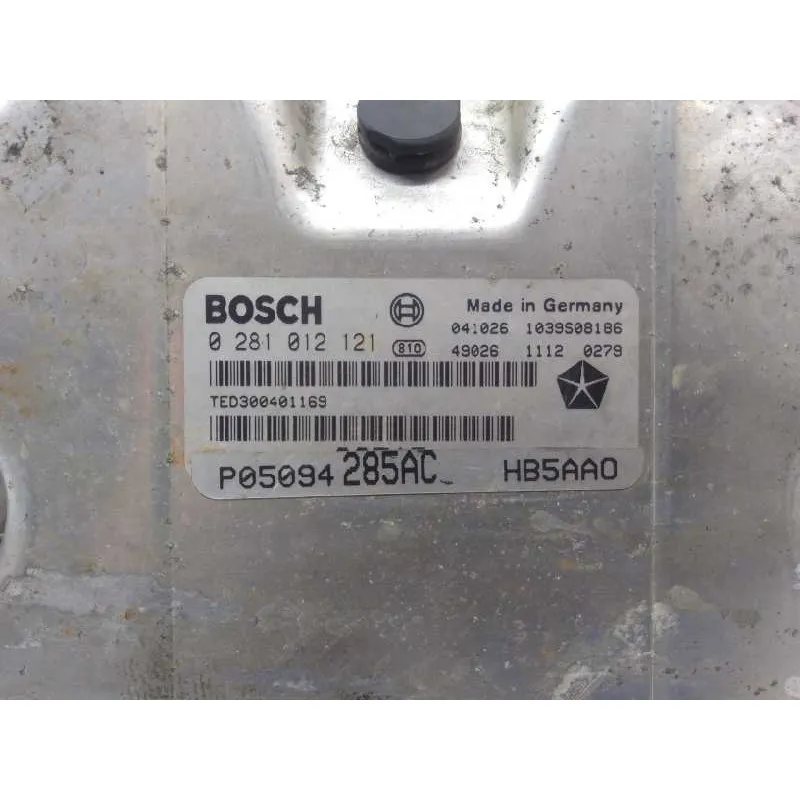 BOSCH Made in Germany
0 281 012 121 041026 1039S08186
810 49026 1112 0279
TED300401169
P05094 285AC HB5AA0